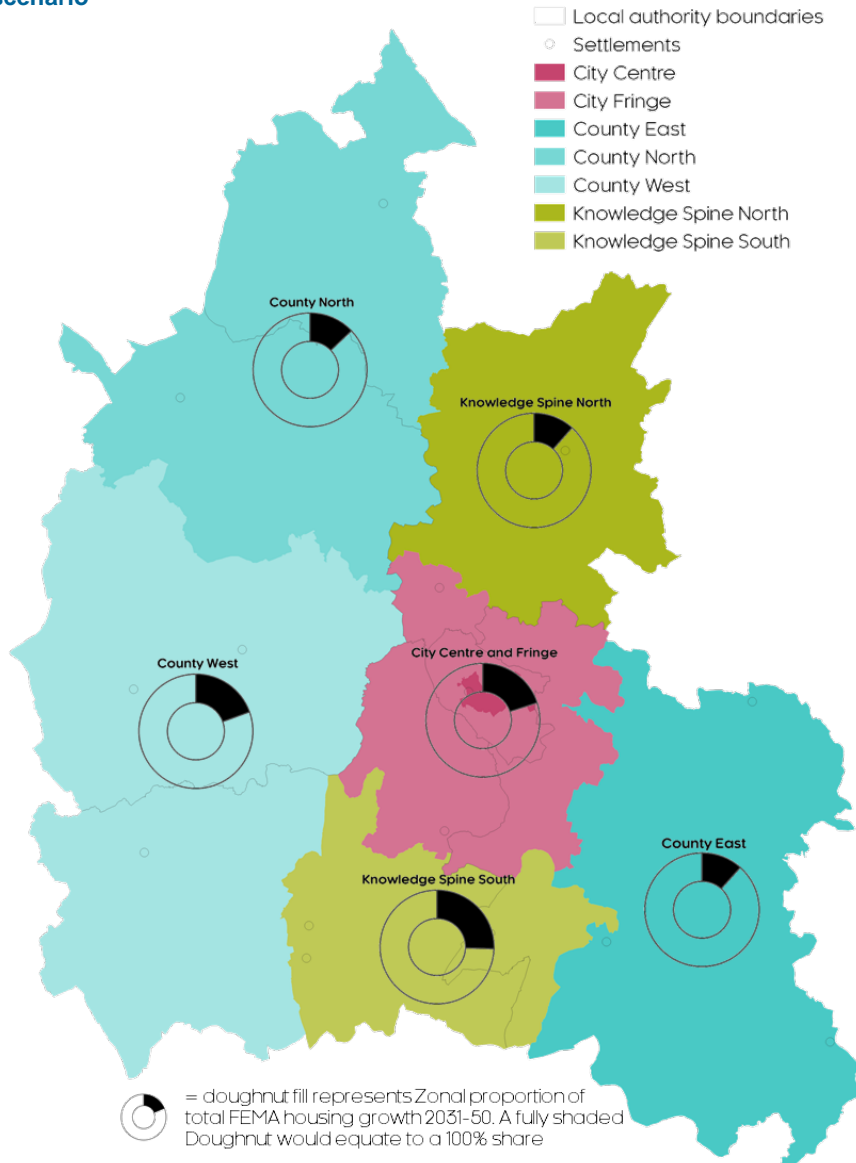 scenario
Local authority boundaries
Settlements
City Centre
City Fringe
County East
County North
County West
Knowledge Spine North
Knowledge Spine South
County North
Knowledge Spine North
City Centre and Fringe
County West
County East
Knowledge Spine South
= doughnut fill represents Zonal proportion of
total FEMA housing growth 2031-50. A fully shaded
Doughnut would equate to a 100% share